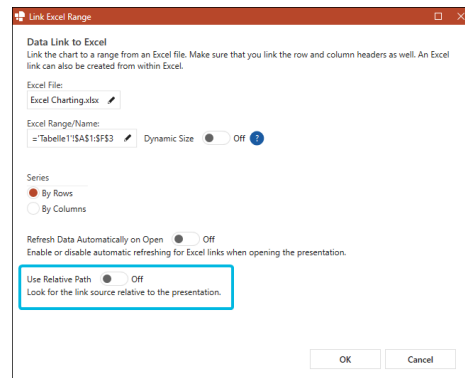 Link Excel Range
Data Link to Excel
Link the chart to a range from an Excel file. Make sure that you link the row and column headers as well. An Excel
link can also be created from within Excel.
Excel File:
Excel Charting.xlsx
Excel Range/Name:
='Tabelle1'!$A$1:$F$3 Dynamic Size Off ?
Series
By Rows
By Columns
Refresh Data Automatically on Open Off
Enable or disable automatic refreshing for Excel links when opening the presentation.
Use Relative Path Off
Look for the link source relative to the presentation.
OK Cancel